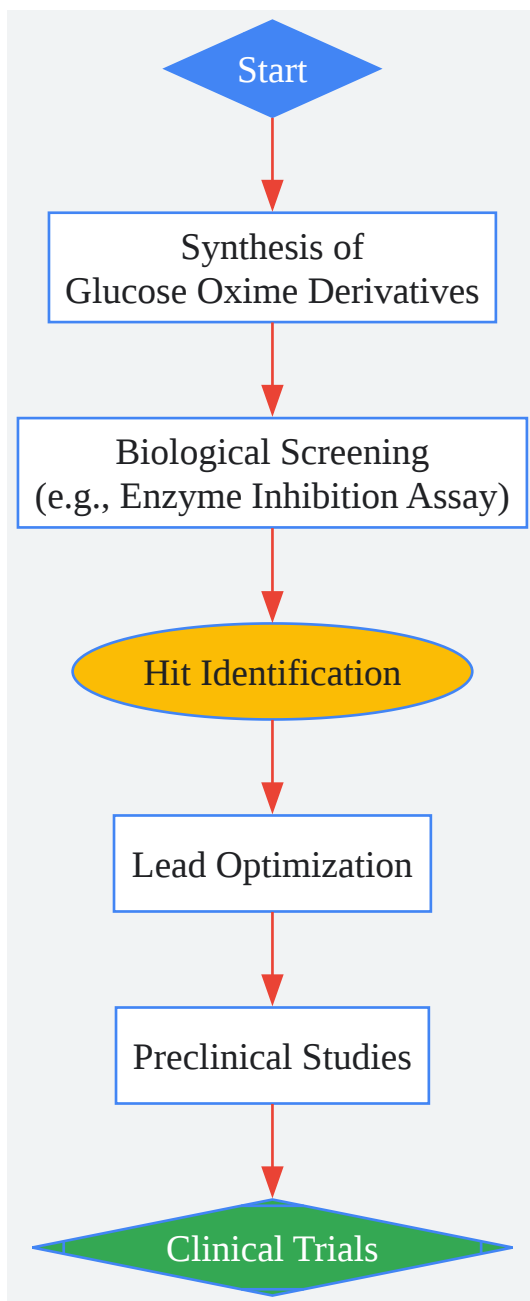 Start
Synthesis of
Glucose Oxime Derivatives
Biological Screening
(e.g., Enzyme Inhibition Assay)
Hit Identification
Lead Optimization
Preclinical Studies
Clinical Trials